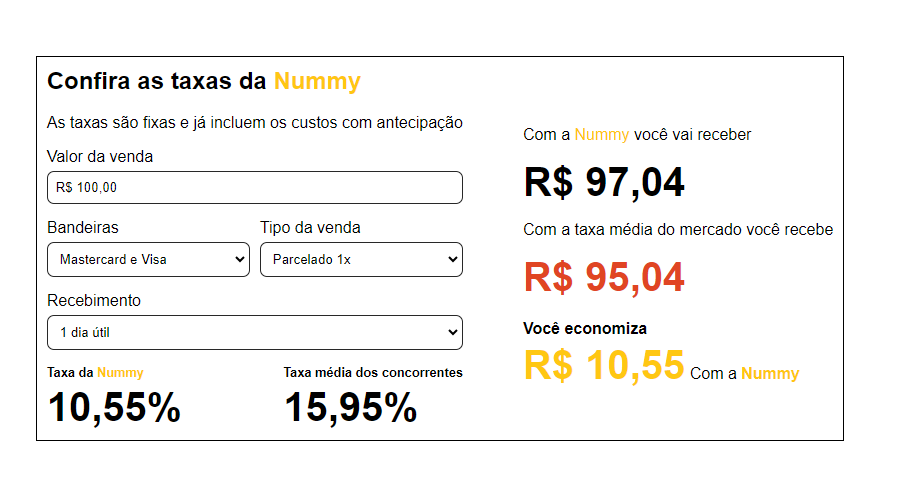 Confira as taxas da Nummy
As taxas são fixas e já incluem os custos com antecipação
Valor da venda
R$ 100,00
Bandeiras
Tipo da venda
Mastercard e Visa
Parcelado 1x
Recebimento
1 dia útil
Taxa da Nummy
Taxa média dos concorrentes
10,55%
15,95%
Com a Nummy você vai receber
R$ 97,04
Com a taxa média do mercado você recebe
R$ 95,04
Você economiza
R$ 10,55 Com a Nummy